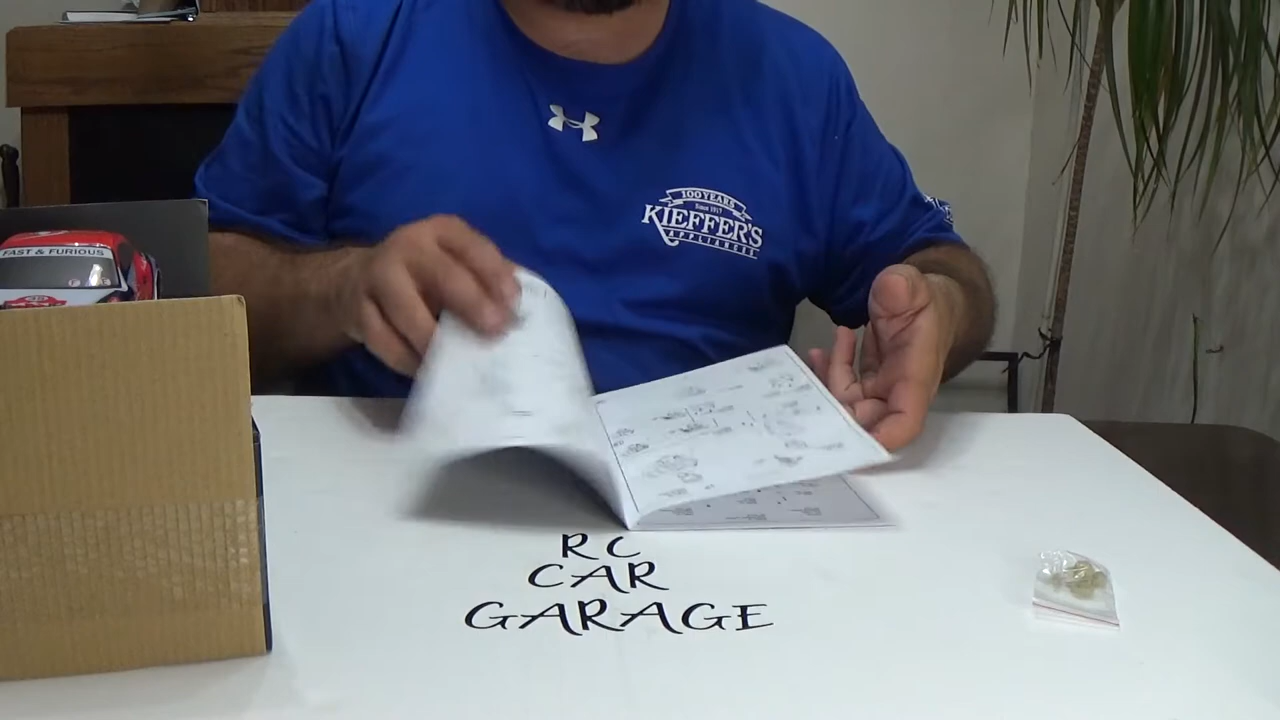 100 YEARS
Since 1917
KIEFFER'S
APPLIANCES
FAST & FURIOUS
RC
CAR
GARAGE